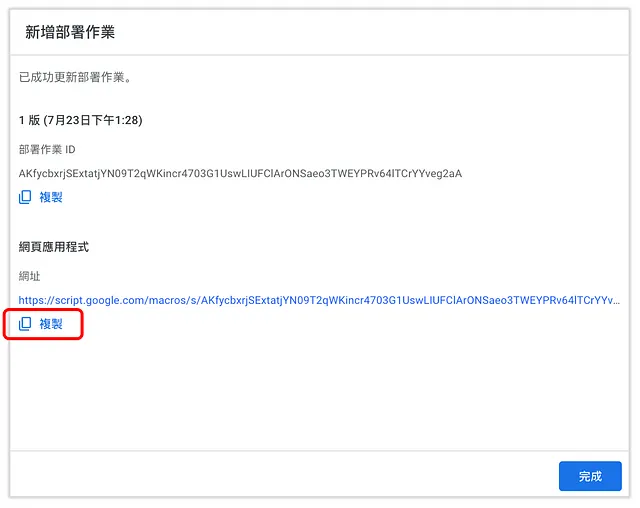 新增部署作業
已成功更新部署作業。
1 版 (7月23日下午1:28)
部署作業 ID
AKfycbxrjSExtatjYN09T2qWKincr4703G1UswLIUFClArONSaeo3TWEYPRv64lTCrYYveg2aA
複製
網頁應用程式
網址
https://script.google.com/macros/s/AKfycbxrjSExtatjYN09T2qWKincr4703G1UswLIUFClArONSaeo3TWEYPRv64lTCrYYv...
複製
完成